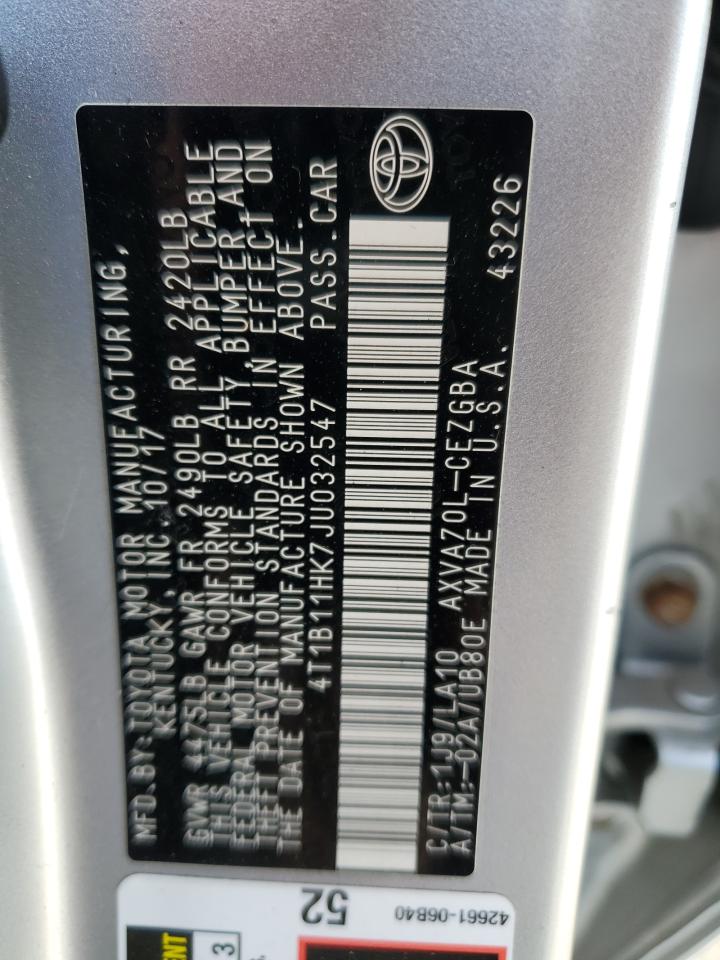 MFD.BY:TOYOTA MOTOR MANUFACTURING,
KENTUCKY, INC. 10/17
GVWR 4475LB GAWR FR 2490LB RR 2420LB
THIS VEHICLE CONFORMS TO ALL APPLICABLE
FEDERAL MOTOR VEHICLE SAFETY, BUMPER AND
THEFT PREVENTION STANDARDS IN EFFECT ON
THE DATE OF MANUFACTURE SHOWN ABOVE.
4T1B11HK7JU032547 PASS.CAR
C/TR:1J9/LA10 AXVA70L-CEZGBA
A/TM:-02A/UB80E MADE IN U.S.A. 43226
52
42661-06B40
3